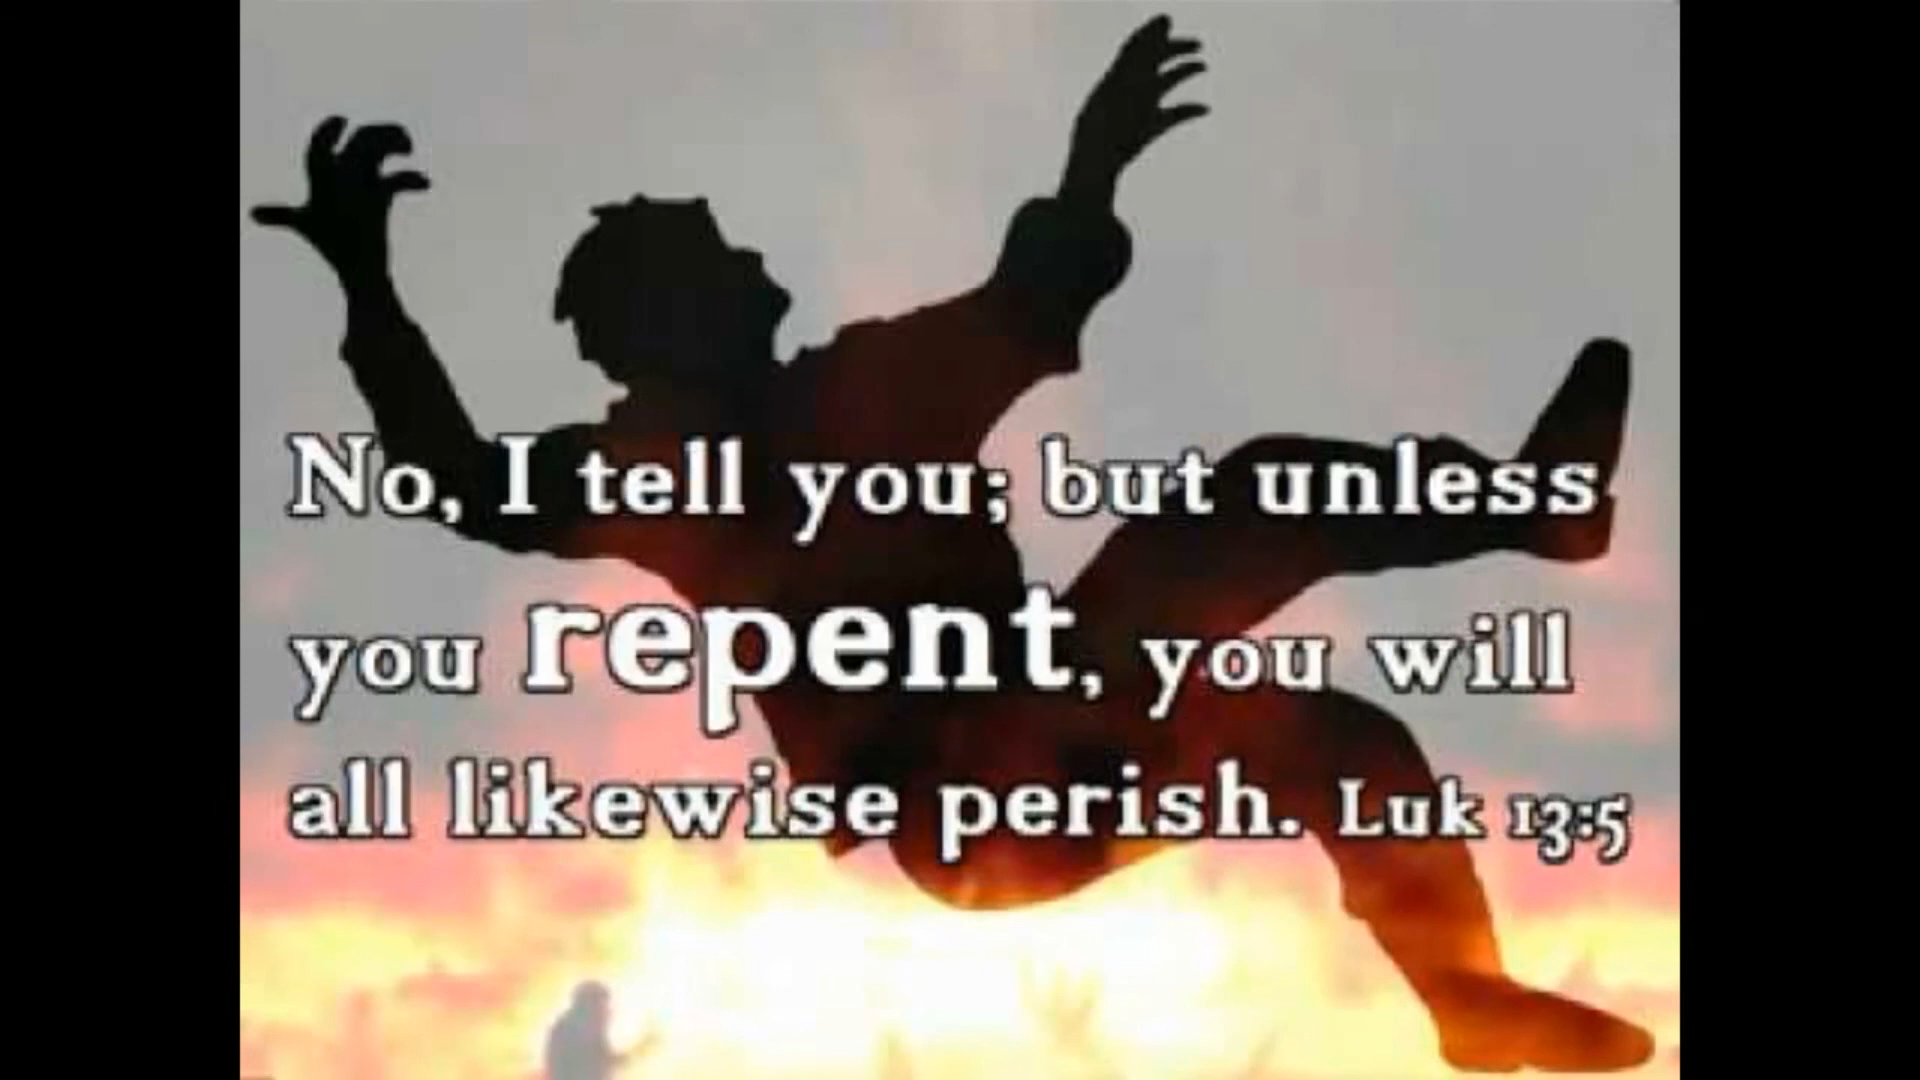 No, I tell you; but unless
you repent, you will
all likewise perish. Luk 13:5